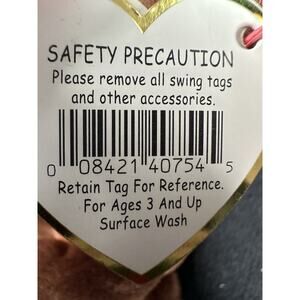 SAFETY PRECAUTION
Please remove all swing tags
and other accessories.
0 08421 40754 5
Retain Tag For Reference.
For Ages 3 And Up
Surface Wash